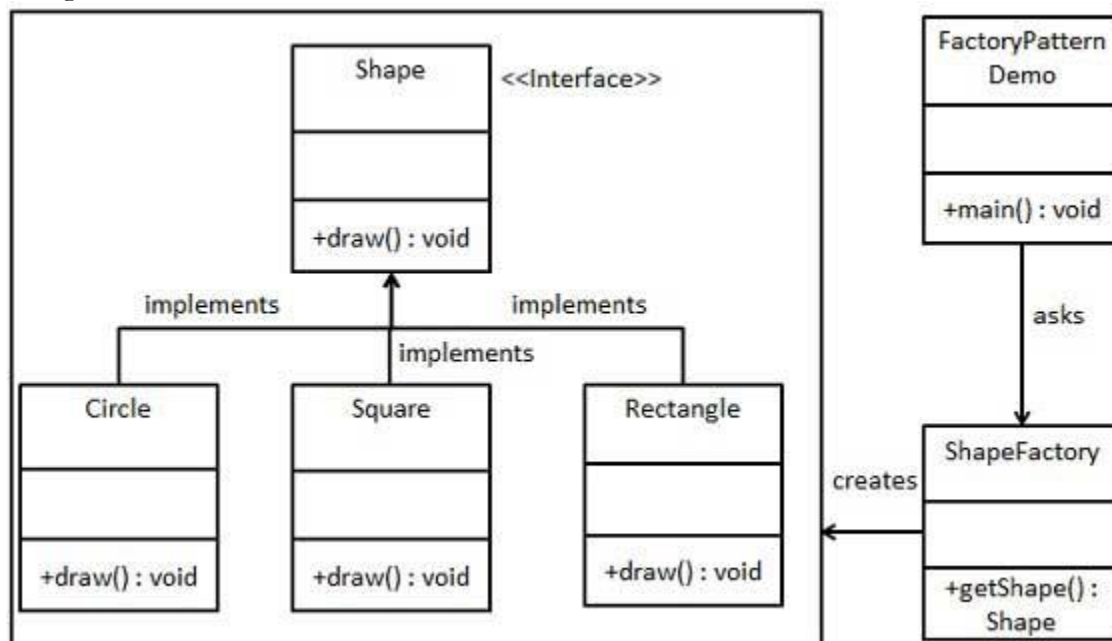 Shape
<<Interface>>
+draw() : void
implements
implements
implements
Circle
+draw() : void
Square
+draw() : void
Rectangle
+draw() : void
FactoryPattern
Demo
+main() : void
asks
ShapeFactory
creates
+getShape() :
Shape